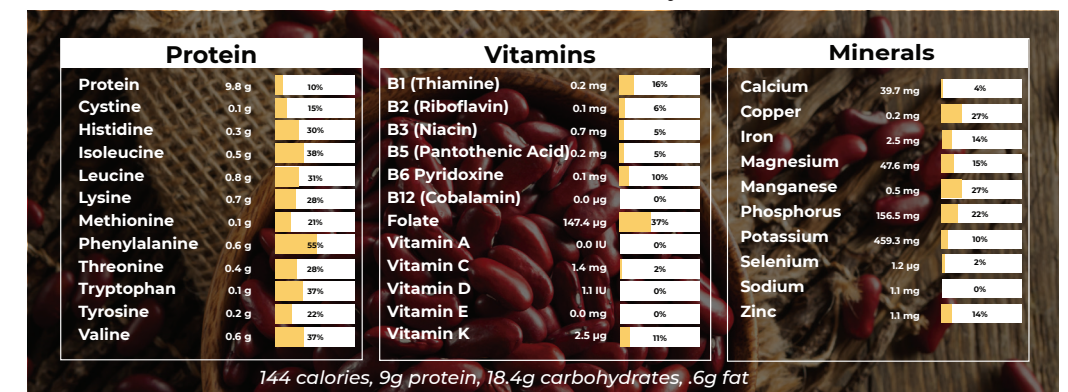 Protein
Protein 9.8 g 10%
Cystine 0.1 g 15%
Histidine 0.3 g 30%
Isoleucine 0.5 g 38%
Leucine 0.8 g 31%
Lysine 0.7 g 28%
Methionine 0.1 g 21%
Phenylalanine 0.6 g 55%
Threonine 0.4 g 28%
Tryptophan 0.1 g 37%
Tyrosine 0.2 g 22%
Valine 0.6 g 37%
Vitamins
B1 (Thiamine) 0.2 mg 16%
B2 (Riboflavin) 0.1 mg 6%
B3 (Niacin) 0.7 mg 5%
B5 (Pantothenic Acid) 0.2 mg 5%
B6 Pyridoxine 0.1 mg 10%
B12 (Cobalamin) 0.0 µg 0%
Folate 147.4 µg 37%
Vitamin A 0.0 IU 0%
Vitamin C 1.4 mg 2%
Vitamin D 1.1 IU 0%
Vitamin E 0.0 mg 0%
Vitamin K 2.5 µg 11%
Minerals
Calcium 39.7 mg 4%
Copper 0.2 mg 27%
Iron 2.5 mg 14%
Magnesium 47.6 mg 15%
Manganese 0.5 mg 27%
Phosphorus 156.5 mg 22%
Potassium 459.3 mg 10%
Selenium 1.2 µg 2%
Sodium 1.1 mg 0%
Zinc 1.1 mg 14%
144 calories, 9g protein, 18.4g carbohydrates, .6g fat